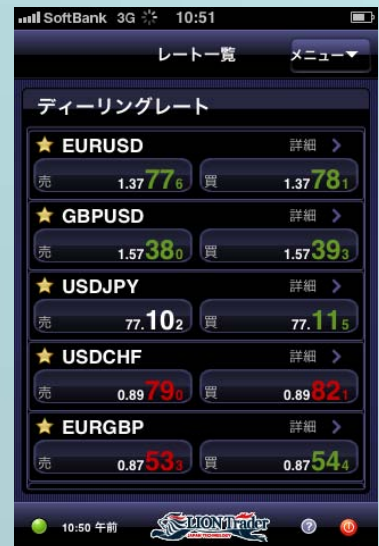 SoftBank 3G 10:51
レート一覧 メニュー▼
ディーリングレート
★ EURUSD 詳細 >
売 1.37776 買 1.37781
★ GBPUSD 詳細 >
売 1.57380 買 1.57393
★ USDJPY 詳細 >
売 77.102 買 77.115
★ USDCHF 詳細 >
売 0.89790 買 0.89821
★ EURGBP 詳細 >
売 0.87533 買 0.87544
10:50 午前 LION Trader ?
JAPAN TECHNOLOGY